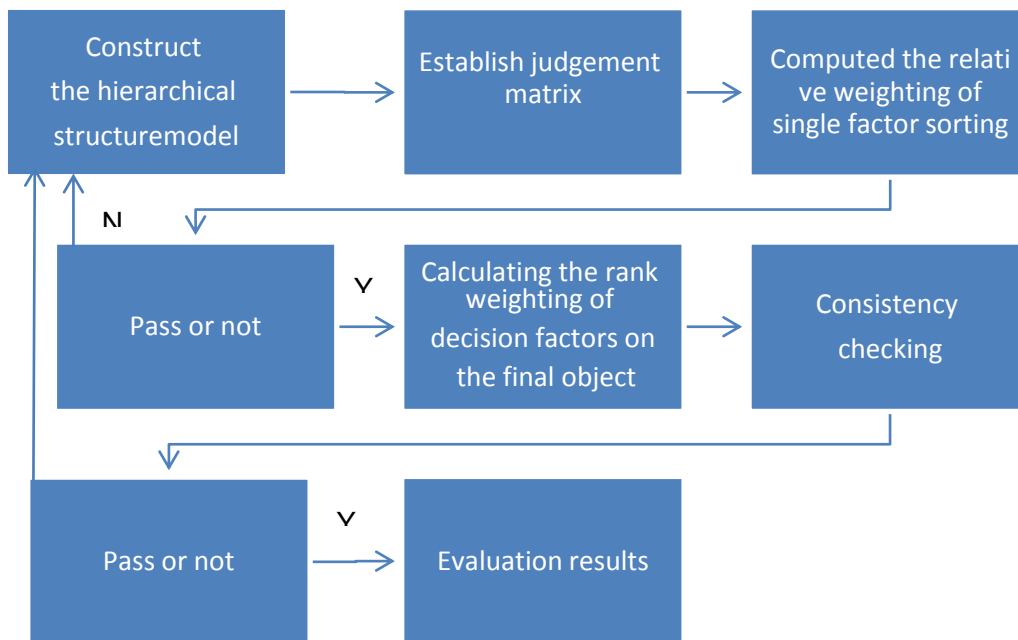 Construct
the hierarchical
structuremodel
Establish judgement
matrix
Computed the relati
ve weighting of
single factor sorting
N
Pass or not
Y
Calculating the rank
weighting of
decision factors on
the final object
Consistency
checking
Pass or not
Y
Evaluation results